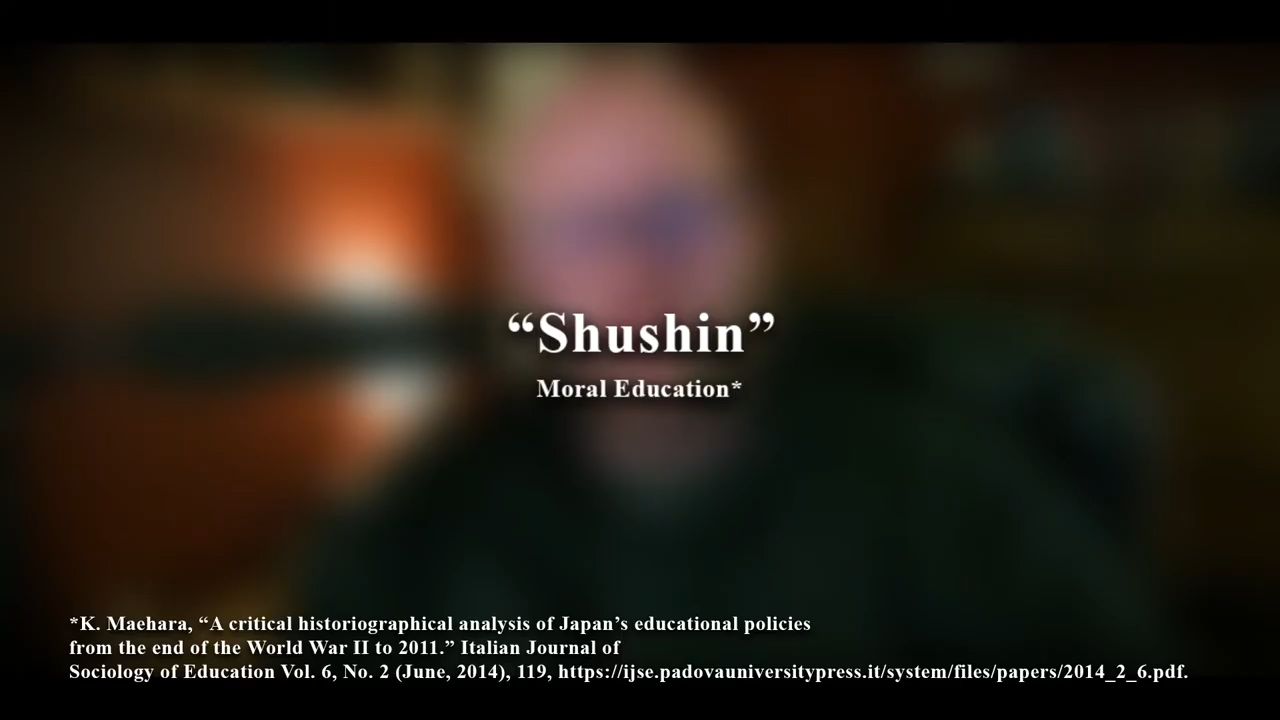 “Shushin”
Moral Education*
*K. Maehara, “A critical historiographical analysis of Japan’s educational policies
from the end of the World War II to 2011.” Italian Journal of
Sociology of Education Vol. 6, No. 2 (June, 2014), 119, https://ijse.padovauniversitypress.it/system/files/papers/2014_2_6.pdf.